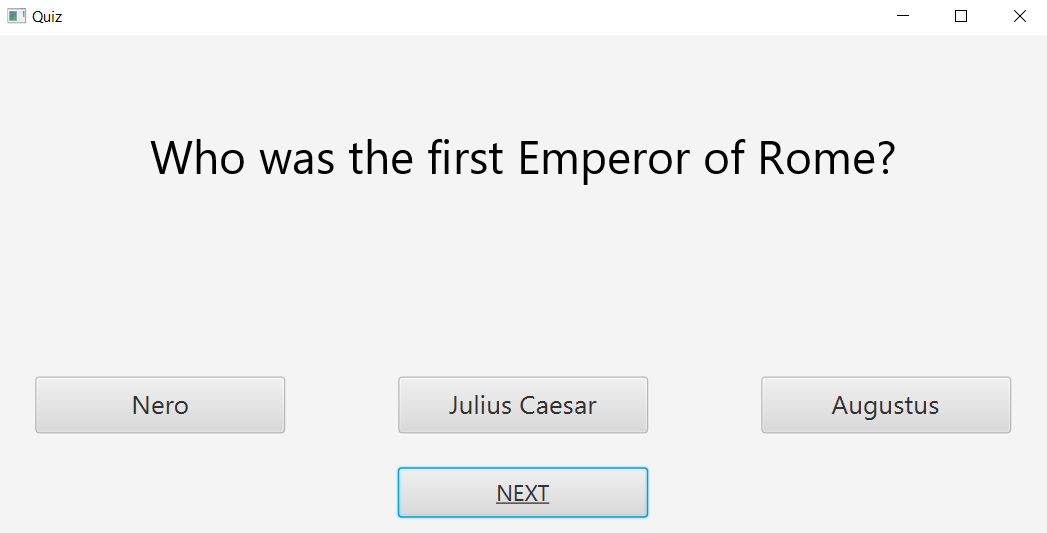 Quiz
Who was the first Emperor of Rome?
Nero
Julius Caesar
Augustus
NEXT